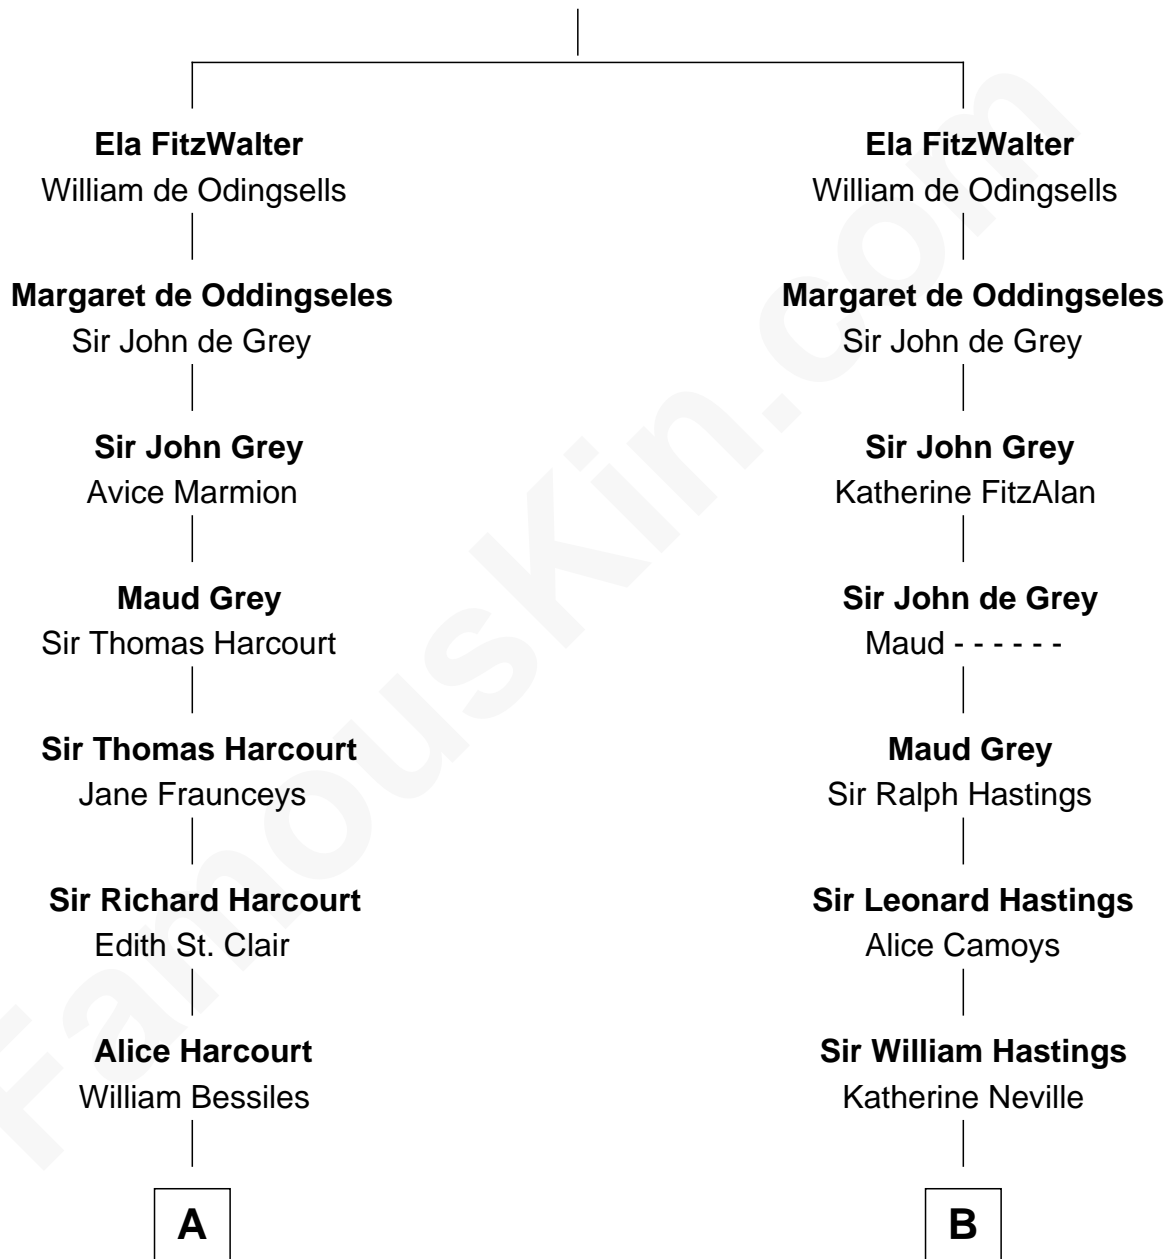 Ela FitzWalter
William de Odingsells
Margaret de Oddingseles
Sir John de Grey
Sir John Grey
Avice Marmion
Maud Grey
Sir Thomas Harcourt
Sir Thomas Harcourt
Jane Fraunceys
Sir Richard Harcourt
Edith St. Clair
Alice Harcourt
William Bessiles
A
Ela FitzWalter
William de Odingsells
Margaret de Oddingseles
Sir John de Grey
Sir John Grey
Katherine FitzAlan
Sir John de Grey
Maud - - - - - -
Maud Grey
Sir Ralph Hastings
Sir Leonard Hastings
Alice Camoys
Sir William Hastings
Katherine Neville
B
FamousKin.com